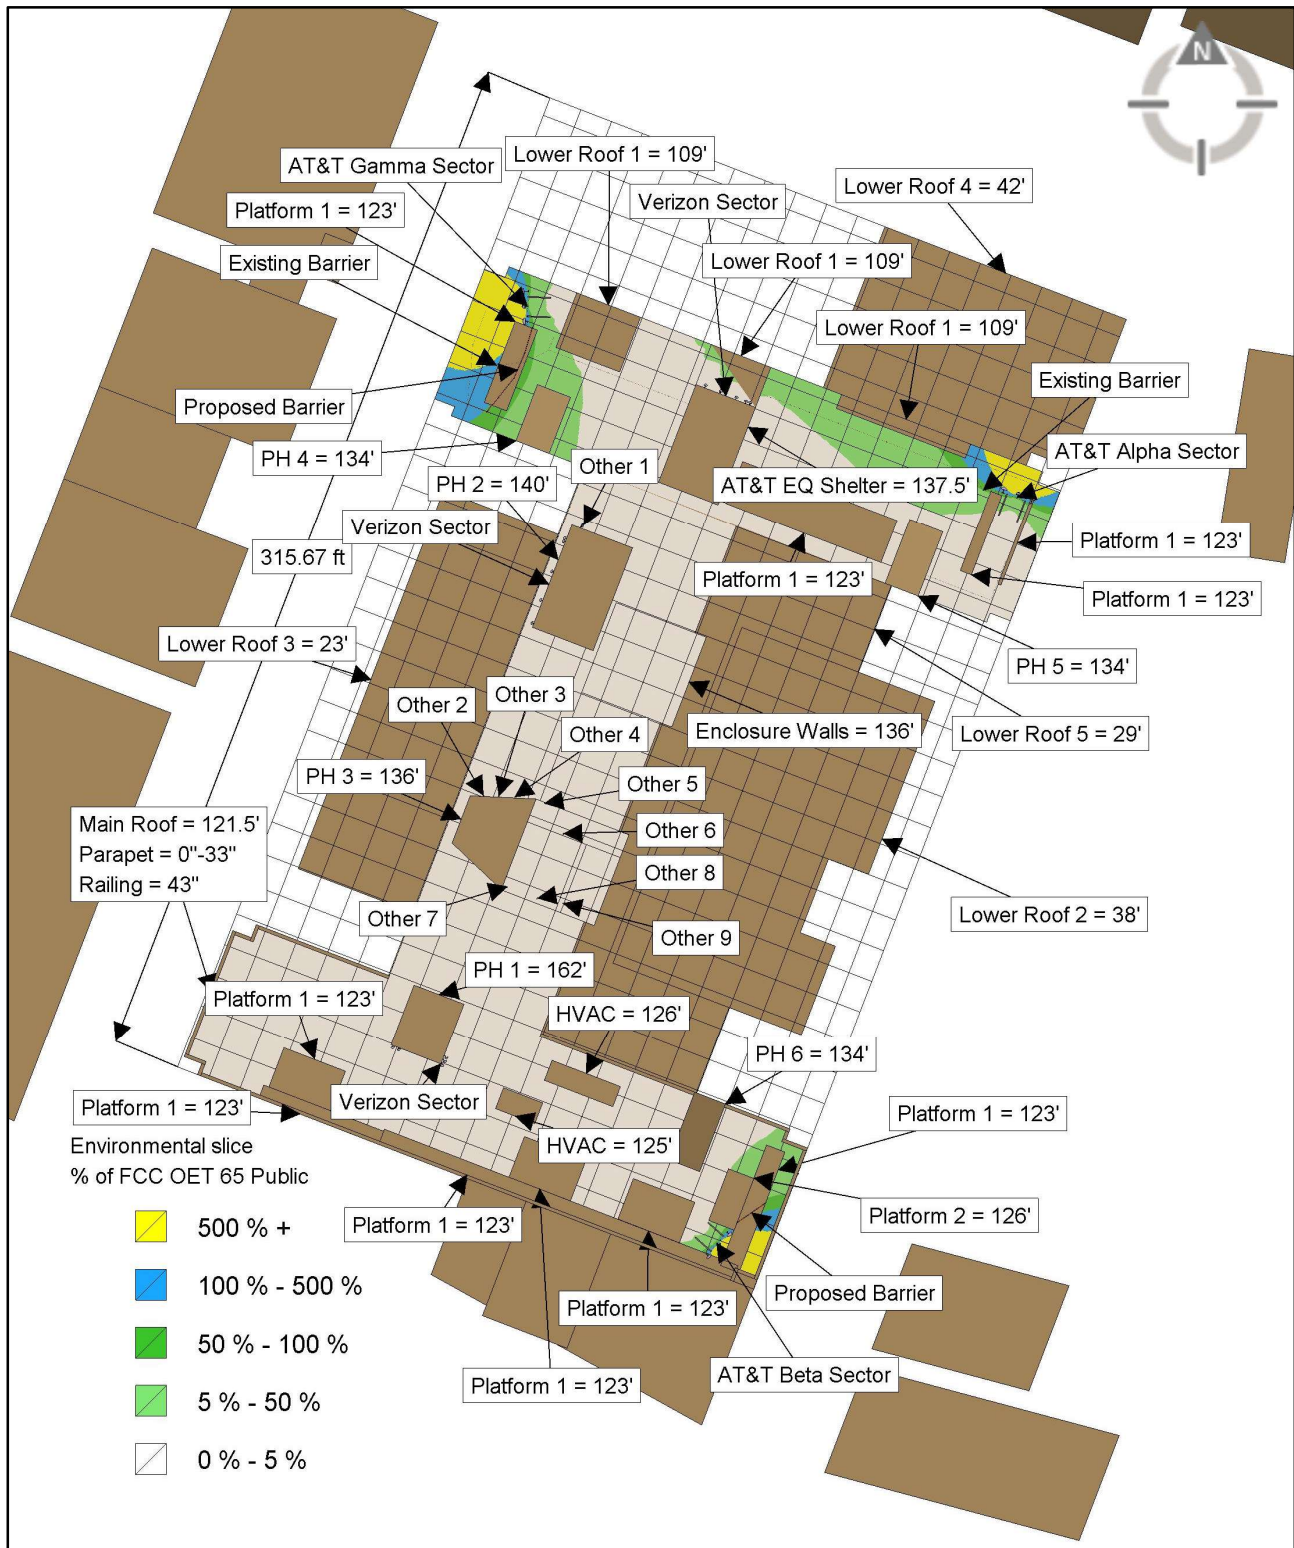 N
Lower Roof 1 = 109'
AT&T Gamma Sector
Lower Roof 4 = 42'
Verizon Sector
Platform 1 = 123'
Existing Barrier
Lower Roof 1 = 109'
Lower Roof 1 = 109'
Existing Barrier
Proposed Barrier
AT&T Alpha Sector
PH 4 = 134'
Other 1
PH 2 = 140'
AT&T EQ Shelter = 137.5'
Verizon Sector
Platform 1 = 123'
315.67 ft
Platform 1 = 123'
Platform 1 = 123'
Lower Roof 3 = 23'
PH 5 = 134'
Other 3
Other 2
Enclosure Walls = 136'
Lower Roof 5 = 29'
Other 4
PH 3 = 136'
Other 5
Main Roof = 121.5'
Parapet = 0"-33"
Railing = 43"
Other 6
Other 8
Other 7
Lower Roof 2 = 38'
Other 9
PH 1 = 162'
Platform 1 = 123'
HVAC = 126'
PH 6 = 134'
Platform 1 = 123'
Verizon Sector
Platform 1 = 123'
HVAC = 125'
Environmental slice
% of FCC OET 65 Public
500 % +
100 % - 500 %
50 % - 100 %
5 % - 50 %
0 % - 5 %
Platform 1 = 123'
Platform 2 = 126'
Proposed Barrier
Platform 1 = 123'
AT&T Beta Sector
Platform 1 = 123'